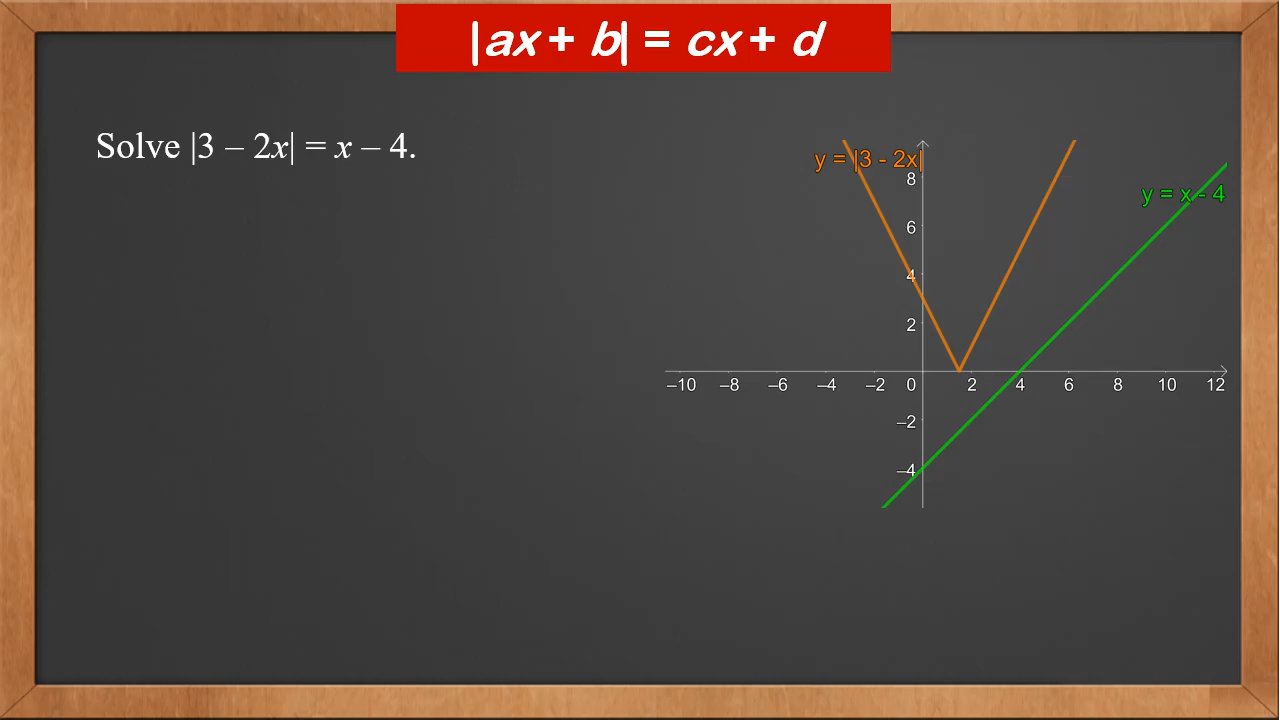 |ax + b| = cx + d
Solve |3 – 2x| = x – 4.
y = |3 - 2x|
8
y = x - 4
6
4
2
–10 –8 –6 –4 –2 0 2 4 6 8 10 12
–2
–4